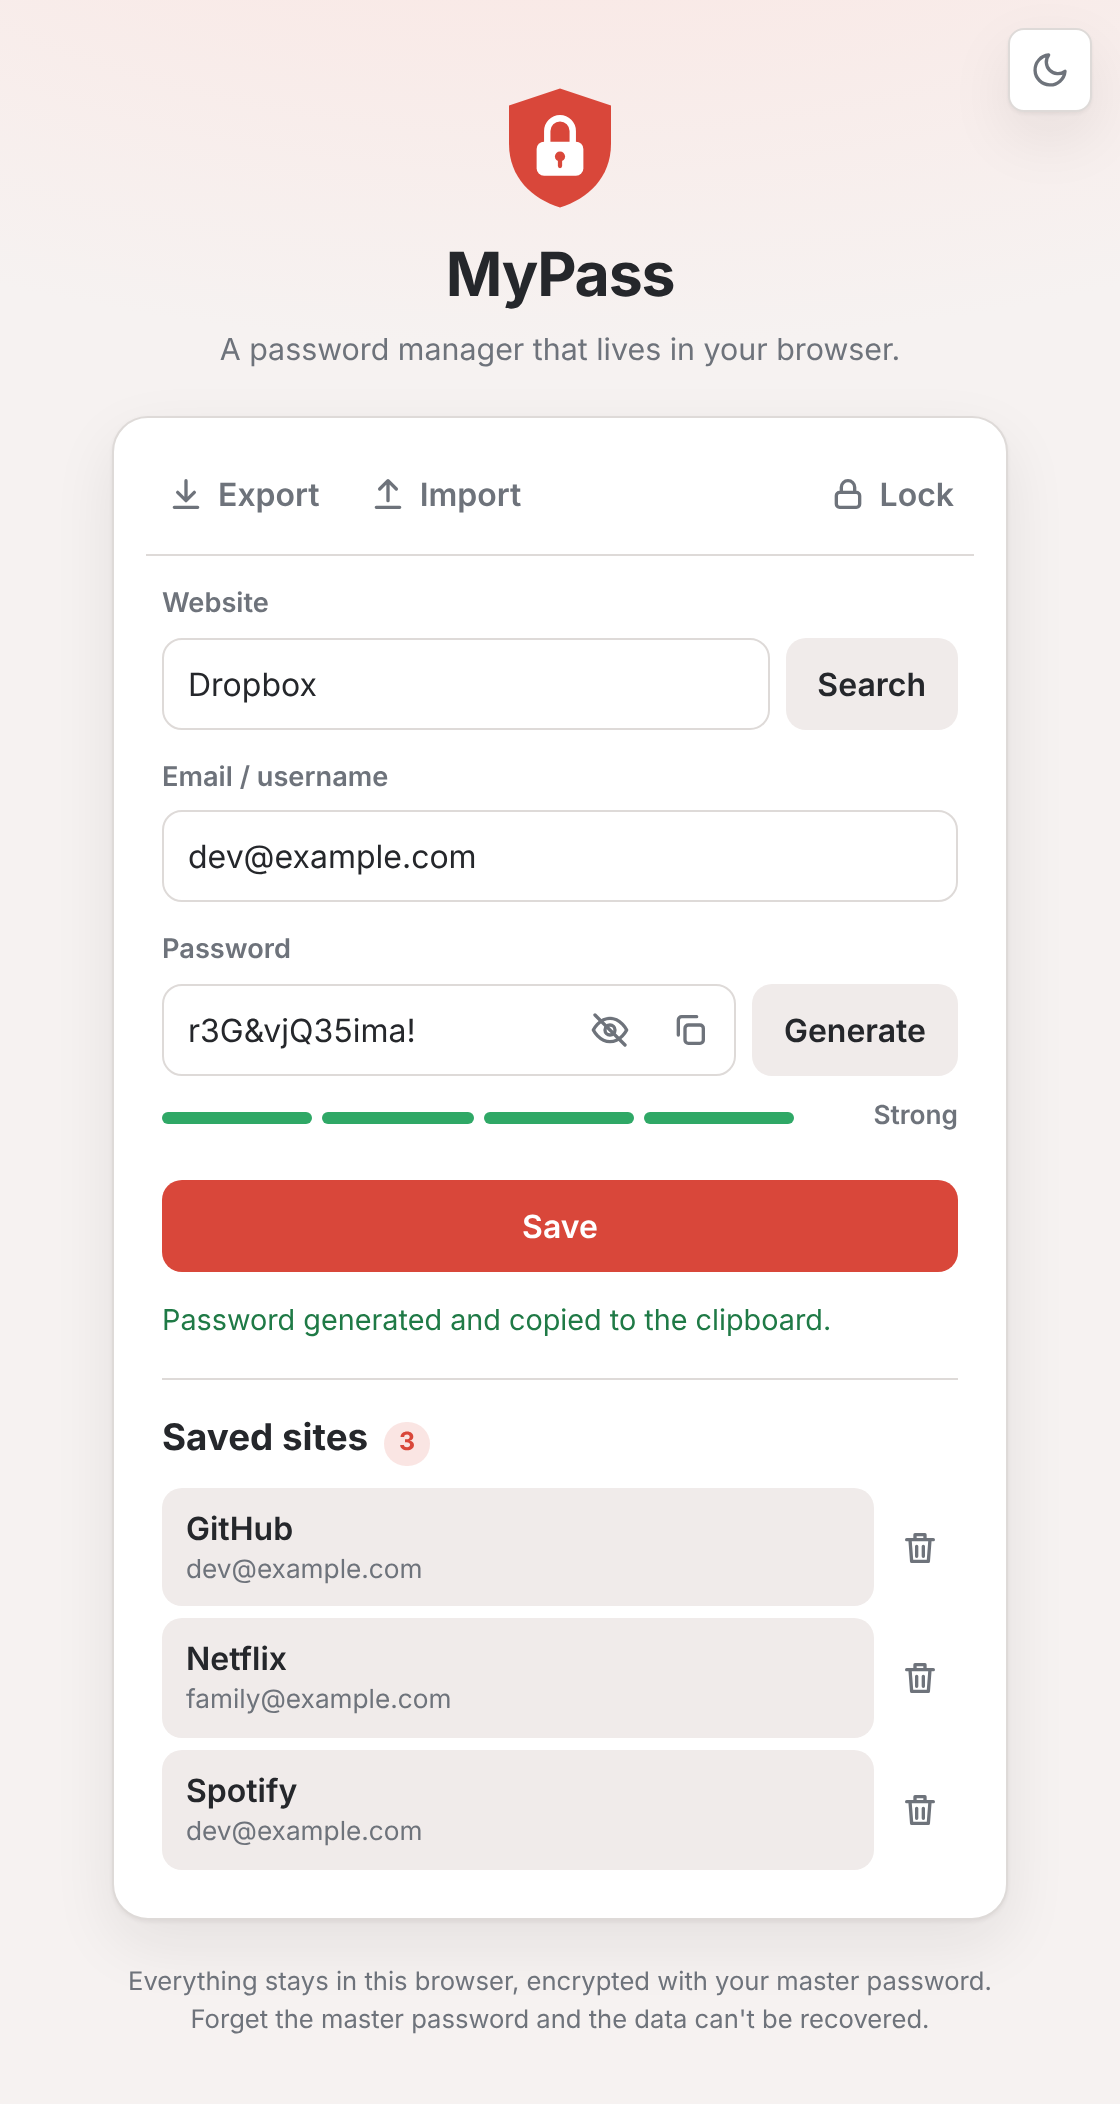 MyPass
A password manager that lives in your browser.
Export Import Lock
Website
Dropbox Search
Email / username
dev@example.com
Password
r3G&vjQ35ima! Generate
Strong
Save
Password generated and copied to the clipboard.
Saved sites 3
GitHub
dev@example.com
Netflix
family@example.com
Spotify
dev@example.com
Everything stays in this browser, encrypted with your master password.
Forget the master password and the data can't be recovered.